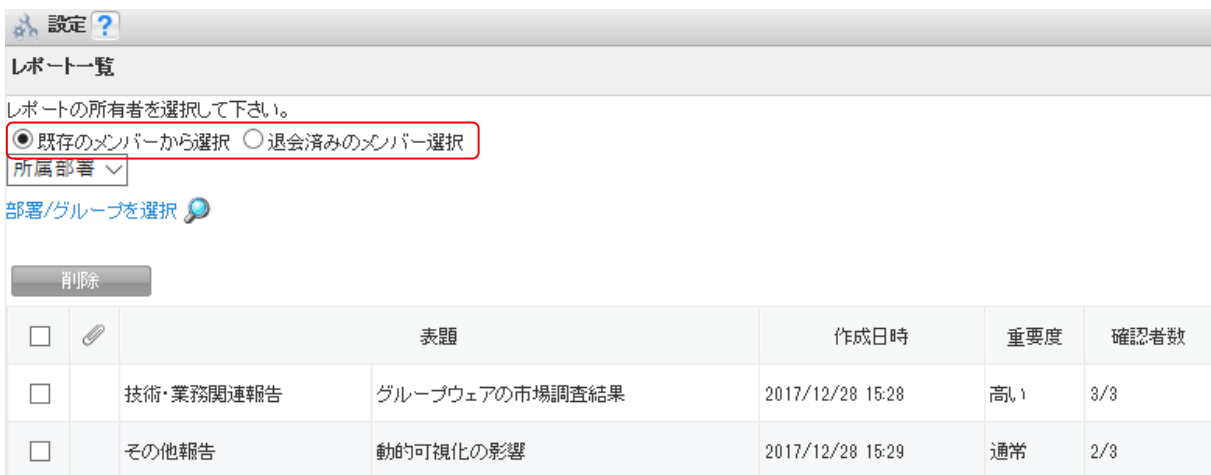 設定 ?
レポート一覧
レポートの所有者を選択して下さい。
既存のメンバーから選択 退会済みのメンバー選択
所属部署
部署/グループを選択
削除
表題 作成日時 重要度 確認者数
技術・業務関連報告 グループウェアの市場調査結果 2017/12/28 15:28 高い 3/3
その他報告 動的可視化の影響 2017/12/28 15:29 通常 2/3